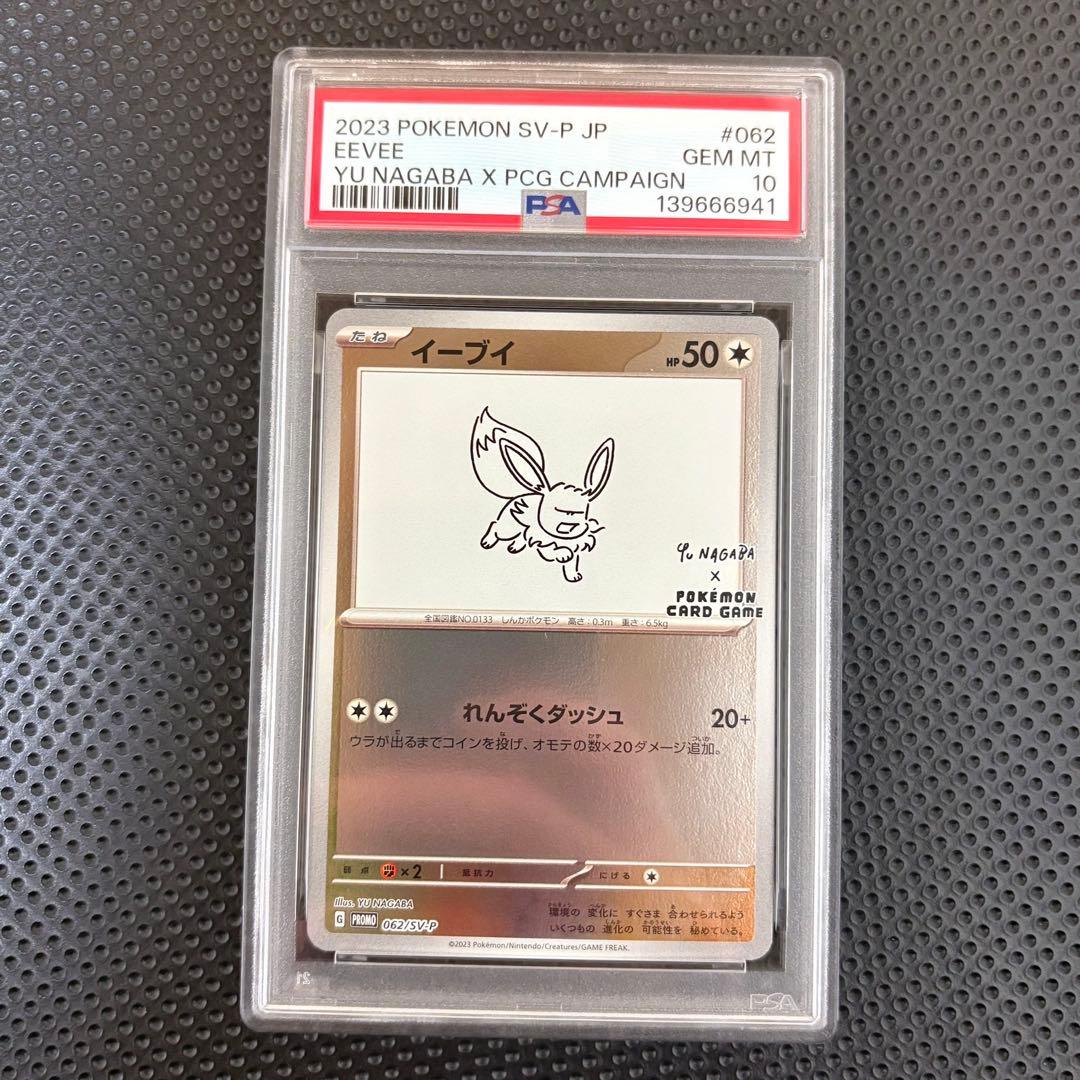 2023 POKEMON SV-P JP #062
EEVEE GEM MT
YU NAGABA X PCG CAMPAIGN 10
PSA 139666941
たね イーブイ HP50
YU NAGABA
×
POKÉMON
CARD GAME
全国図鑑NO.0133 しんかポケモン 高さ:0.3m 重さ:6.5kg
れんぞくダッシュ 20+
ウラが出るまでコインを投げ、オモテの数×20ダメージ追加。
弱点 ×2 抵抗力 にげる
Illus. YU NAGABA
環境の変化に すぐさま 合わせられるよう
G PROMO 062/SV-P いくつもの 進化の 可能性を 秘めている。
©2023 Pokémon/Nintendo/Creatures/GAME FREAK.
PSA